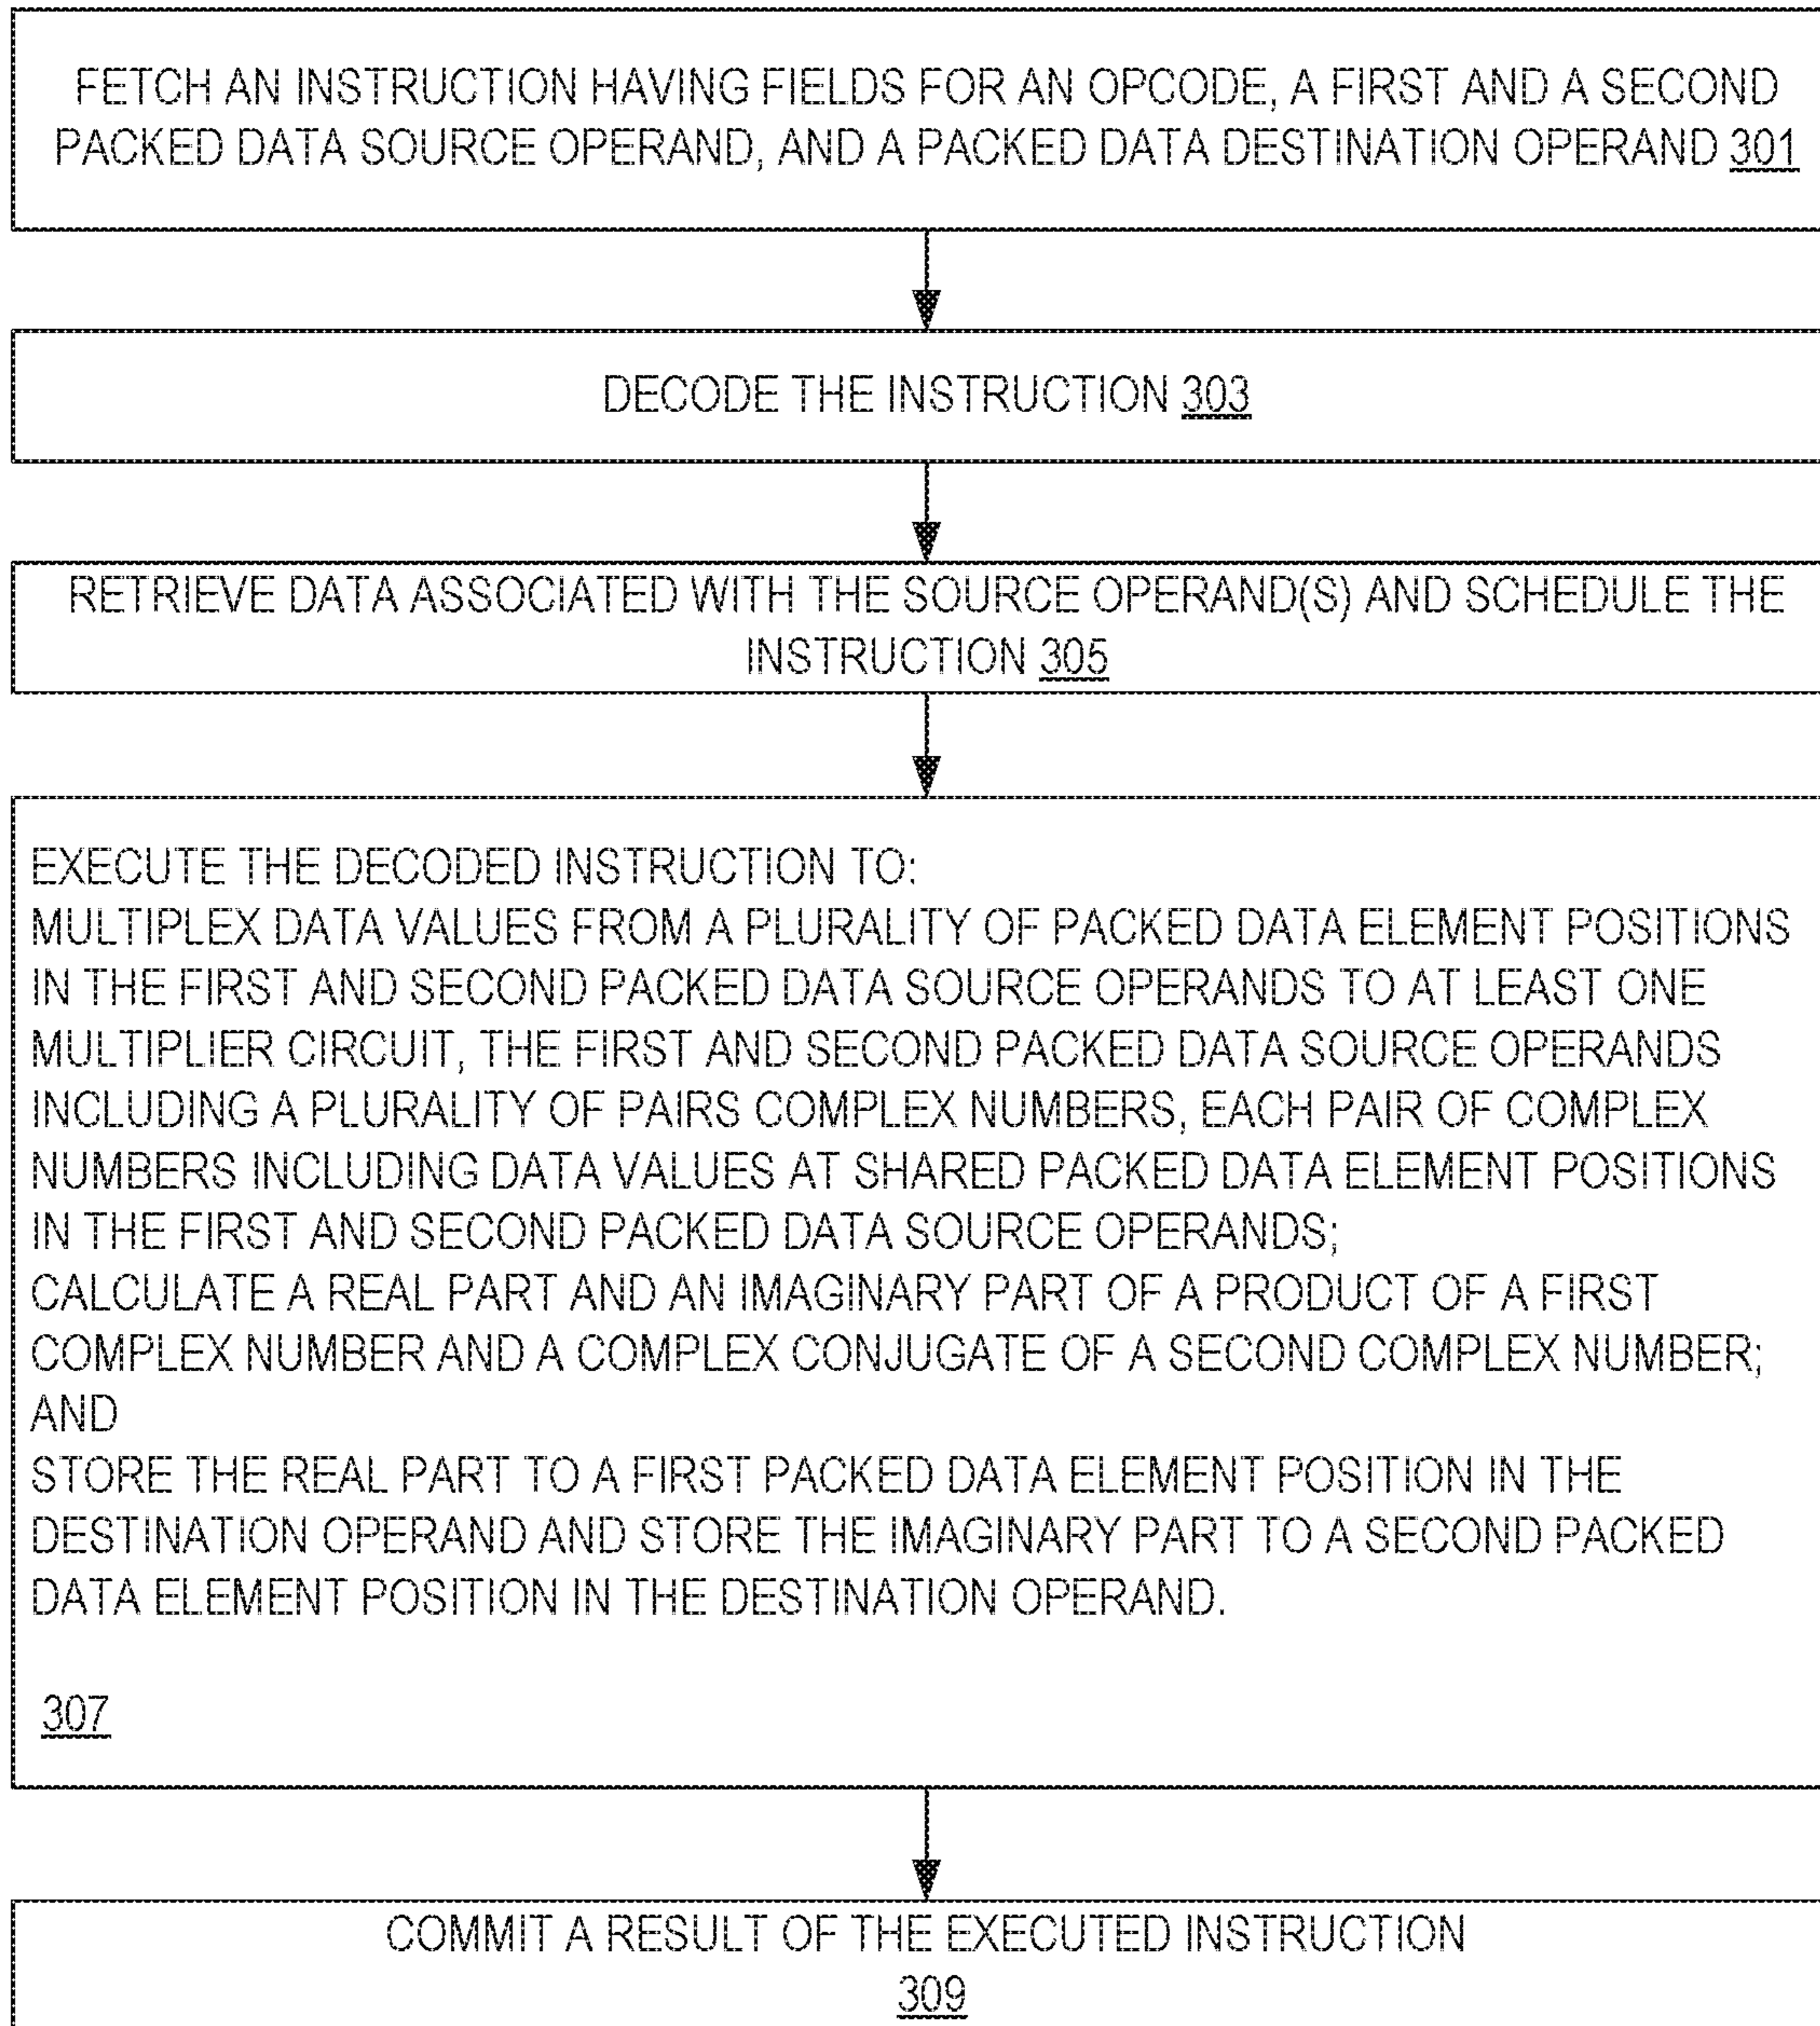 FETCH AN INSTRUCTION HAVING FIELDS FOR AN OPCODE, A FIRST AND A SECOND
PACKED DATA SOURCE OPERAND, AND A PACKED DATA DESTINATION OPERAND 301
DECODE THE INSTRUCTION 303
RETRIEVE DATA ASSOCIATED WITH THE SOURCE OPERAND(S) AND SCHEDULE THE
INSTRUCTION 305
EXECUTE THE DECODED INSTRUCTION TO:
MULTIPLEX DATA VALUES FROM A PLURALITY OF PACKED DATA ELEMENT POSITIONS
IN THE FIRST AND SECOND PACKED DATA SOURCE OPERANDS TO AT LEAST ONE
MULTIPLIER CIRCUIT, THE FIRST AND SECOND PACKED DATA SOURCE OPERANDS
INCLUDING A PLURALITY OF PAIRS COMPLEX NUMBERS, EACH PAIR OF COMPLEX
NUMBERS INCLUDING DATA VALUES AT SHARED PACKED DATA ELEMENT POSITIONS
IN THE FIRST AND SECOND PACKED DATA SOURCE OPERANDS;
CALCULATE A REAL PART AND AN IMAGINARY PART OF A PRODUCT OF A FIRST
COMPLEX NUMBER AND A COMPLEX CONJUGATE OF A SECOND COMPLEX NUMBER;
AND
STORE THE REAL PART TO A FIRST PACKED DATA ELEMENT POSITION IN THE
DESTINATION OPERAND AND STORE THE IMAGINARY PART TO A SECOND PACKED
DATA ELEMENT POSITION IN THE DESTINATION OPERAND.
307
COMMIT A RESULT OF THE EXECUTED INSTRUCTION
309